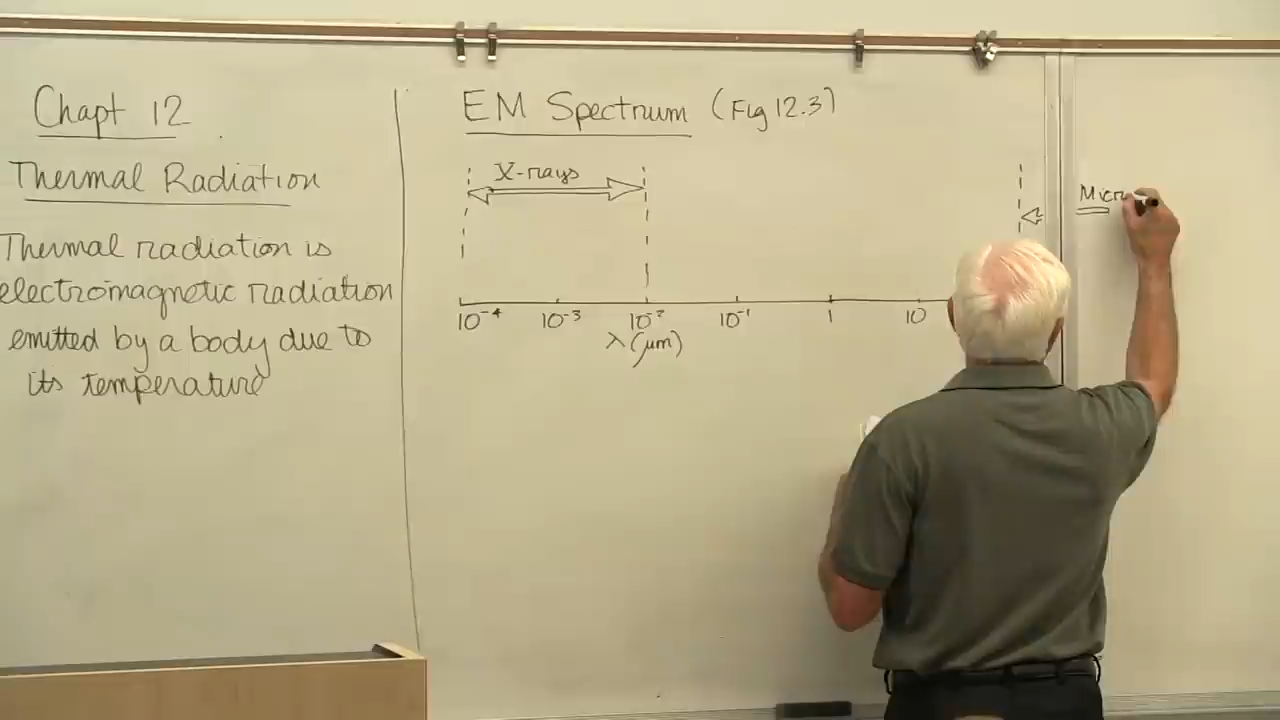 Chapt 12
Thermal Radiation
Thermal radiation is
electromagnetic radiation
emitted by a body due to
its temperature
EM Spectrum (Fig 12.3)
X-rays
Micr
10⁻⁴ 10⁻³ 10⁻² 10⁻¹ 1 10
λ (μm)